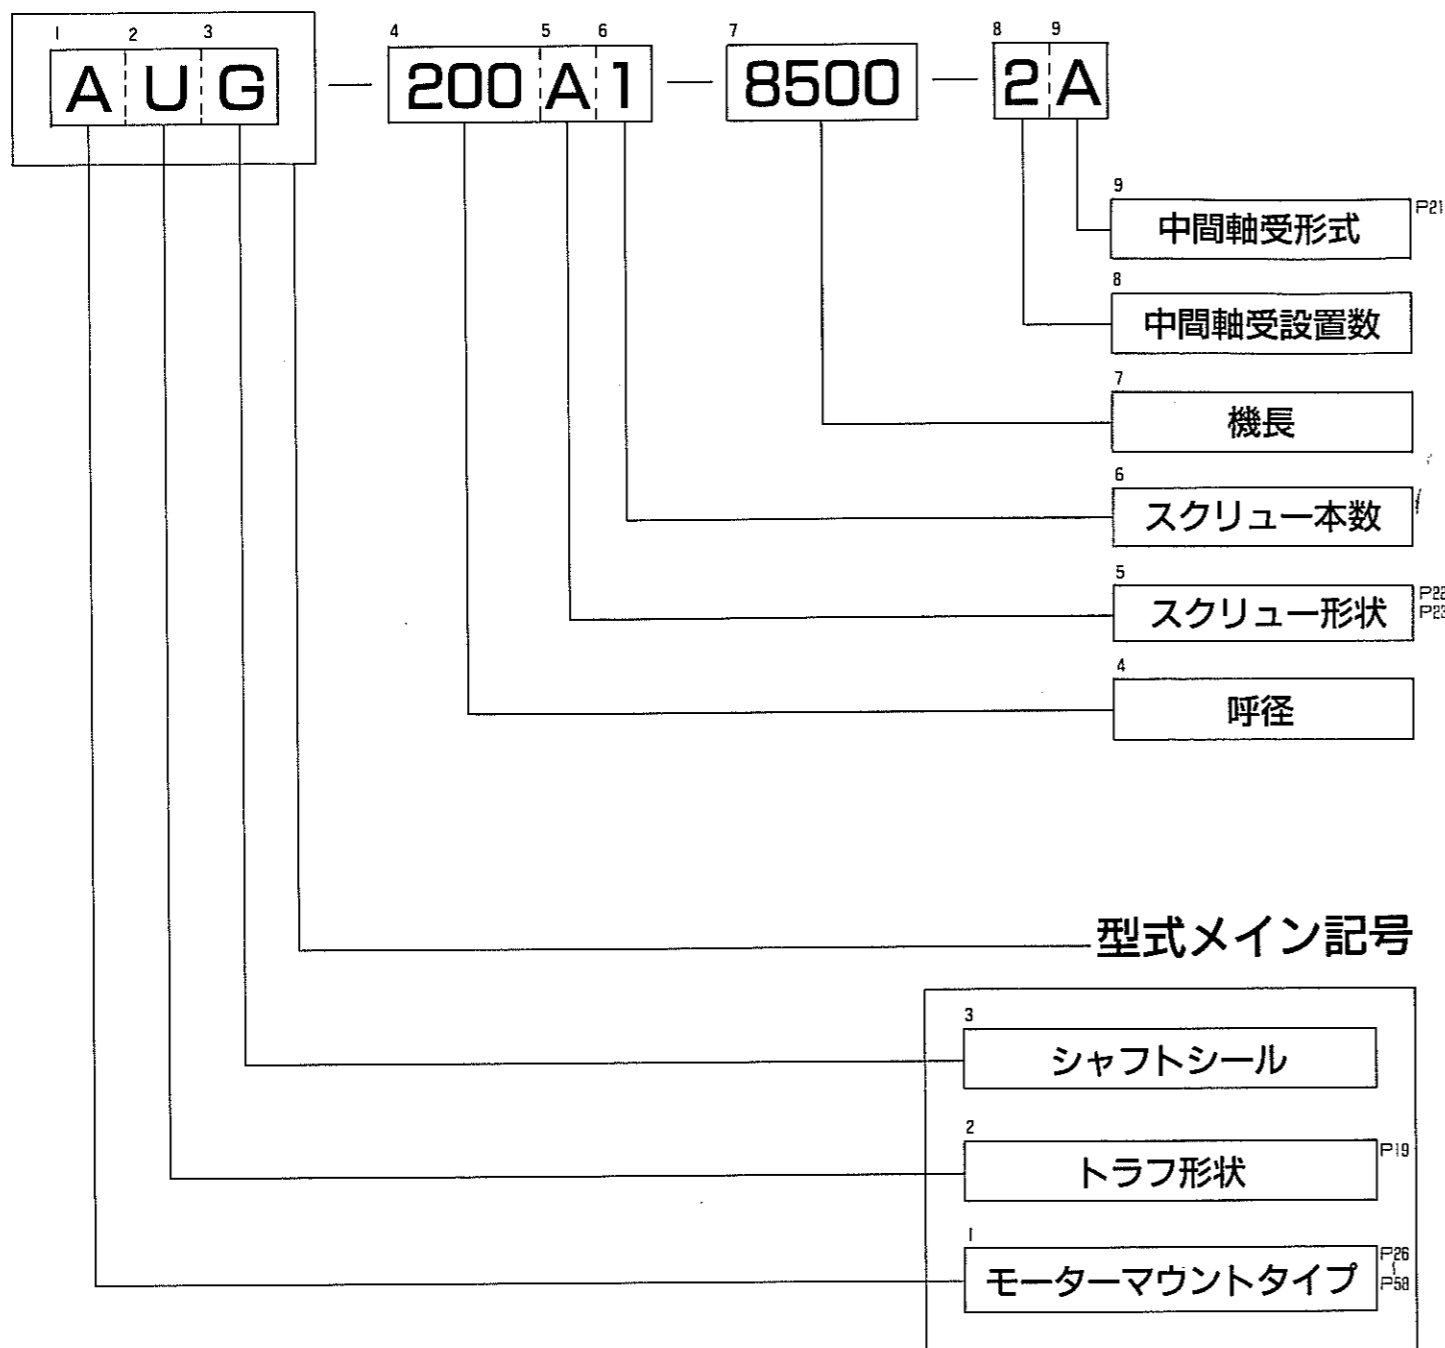 1 2 3 4 5 6 7 8 9
AUG — 200A1 — 8500 — 2A
9
中間軸受形式 P21
8
中間軸受設置数
7
機長
6
スクリュー本数
5
スクリュー形状 P22
P23
4
呼径
型式メイン記号
3
シャフトシール
2
トラフ形状 P19
1
モーターマウントタイプ P26
〜
P58